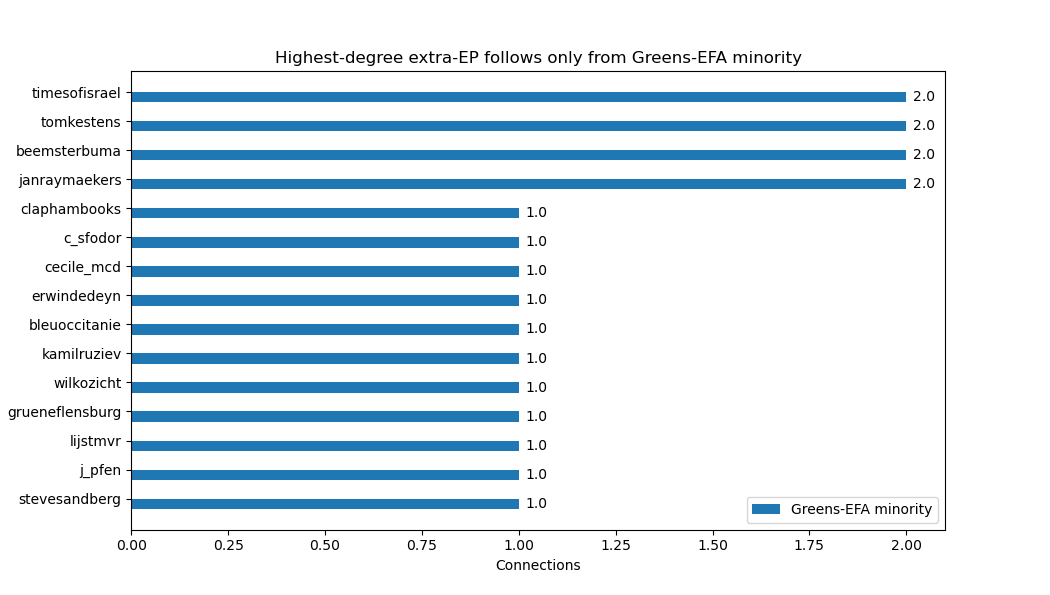 Highest-degree extra-EP follows only from Greens-EFA minority
timesofisrael 2.0
tomkestens 2.0
beemsterbuma 2.0
janraymaekers 2.0
claphambooks 1.0
c_sfodor 1.0
cecile_mcd 1.0
erwindedeyn 1.0
bleuoccitanie 1.0
kamilruziev 1.0
wilkozicht 1.0
grueneflensburg 1.0
lijstmvr 1.0
j_pfen 1.0
stevesandberg 1.0
Greens-EFA minority
0.00 0.25 0.50 0.75 1.00 1.25 1.50 1.75 2.00
Connections